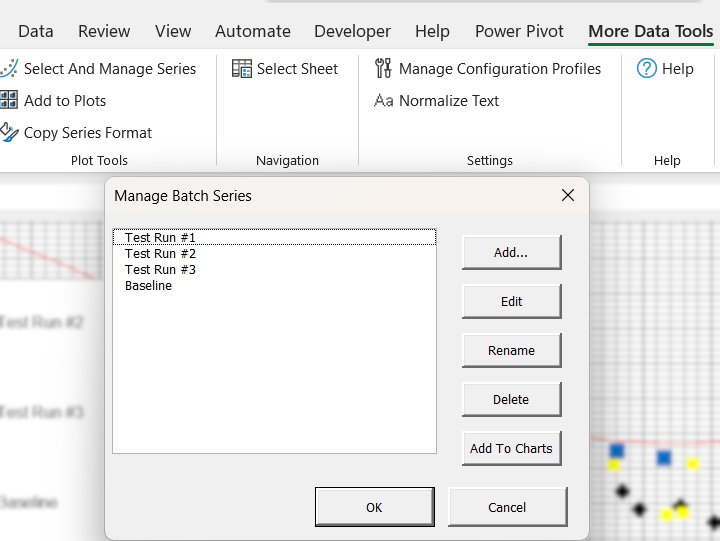 Data Review View Automate Developer Help Power Pivot More Data Tools
Select And Manage Series
Add to Plots
Copy Series Format
Plot Tools
Select Sheet
Navigation
Manage Configuration Profiles
Aa Normalize Text
Settings
? Help
Help
Manage Batch Series
Test Run #1
Test Run #2
Test Run #3
Baseline
Add...
Edit
Rename
Delete
Add To Charts
OK
Cancel
Test Run #2
Test Run #3
Baseline